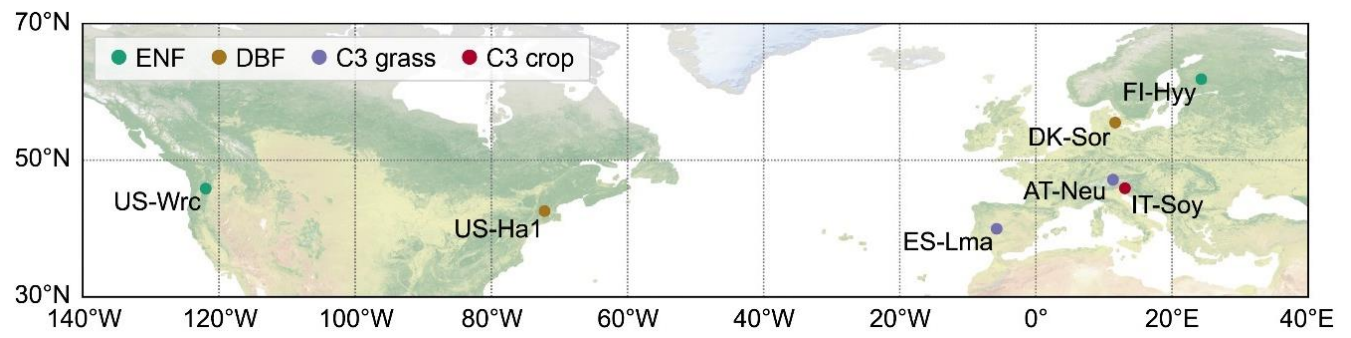 70°N
ENF DBF C3 grass C3 crop
FI-Hyy
DK-Sor
50°N
AT-Neu
US-Wrc
IT-Soy
US-Ha1
ES-Lma
30°N
140°W 120°W 100°W 80°W 60°W 40°W 20°W 0° 20°E 40°E